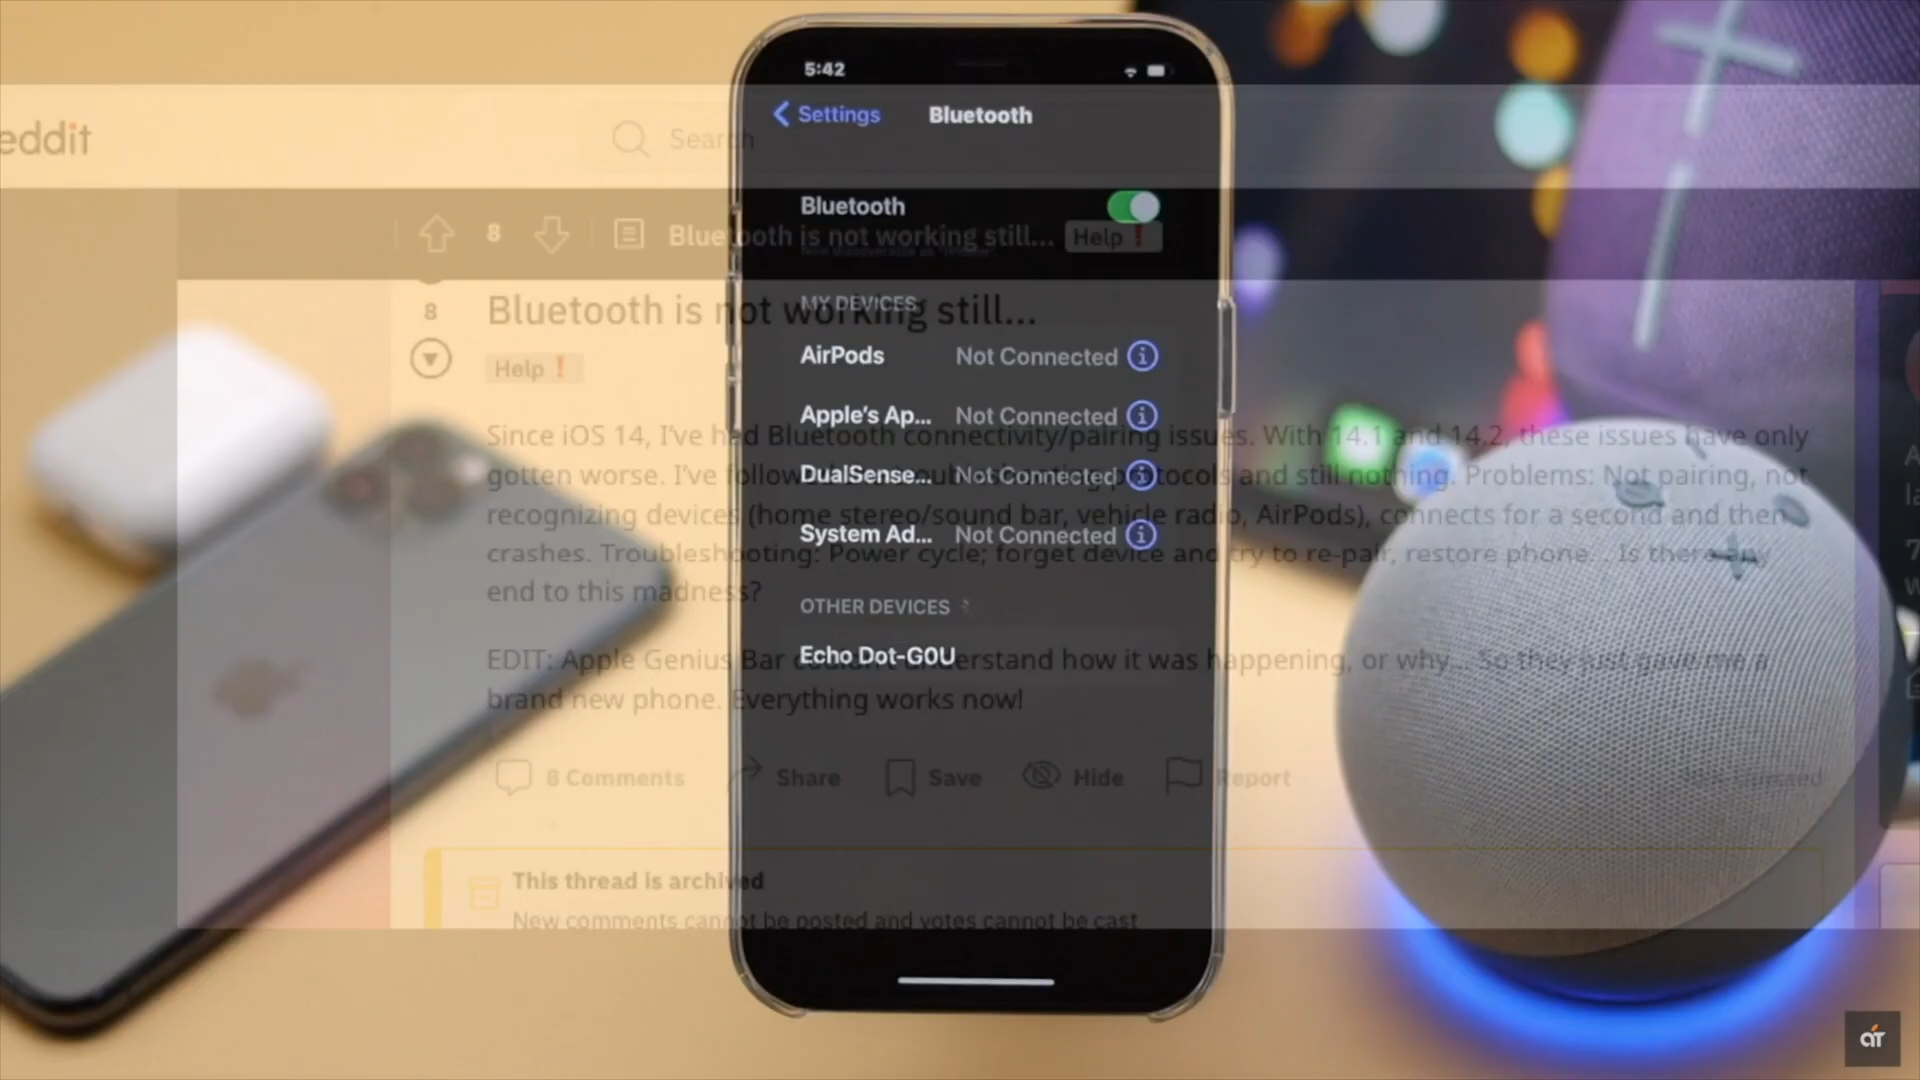 5:42
Settings
Bluetooth
eddit
Search
Bluetooth
8
Bluetooth is not working still...
Help
MY DEVICES
8
Bluetooth is not working still...
Help
AirPods Not Connected
Apple's Ap... Not Connected
DualSense... Not Connected
System Ad... Not Connected
OTHER DEVICES
Echo Dot-G0U
Since iOS 14, I've had Bluetooth connectivity/pairing issues. With 14.1 and 14.2, these issues have only
gotten worse. I've follow protocols and still nothing. Problems: Not pairing, not
recognizing devices (home stereo/sound bar, vehicle radio, AirPods), connects for a second and then
crashes. Troubleshooting: Power cycle; forget device and try to re-pair, restore phone... Is there any
end to this madness?
EDIT: Apple Genius Bar couldn't understand how it was happening, or why... So they just gave me a
brand new phone. Everything works now!
8 Comments
Share
Save
Hide
Report
This thread is archived
New comments cannot be posted and votes cannot be cast
aT